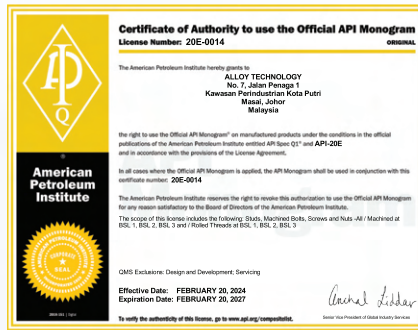 Certificate of Authority to use the Official API Monogram
License Number: 20E-0014
ORIGINAL
The American Petroleum Institute hereby grants to
ALLOY TECHNOLOGY
No. 7, Jalan Penaga 1
Kawasan Perindustrian Kota Putri
Masai, Johor
Malaysia
the right to use the Official API Monogram® on manufactured products under the conditions in the official
publications of the American Petroleum Institute entitled API Spec Q1® and API-20E
and in accordance with the provisions of the License Agreement.
In all cases where the Official API Monogram is applied, the API Monogram shall be used in conjunction with this
certificate number: 20E-0014
The American Petroleum Institute reserves the right to revoke this authorization to use the Official API Monogram
for any reason satisfactory to the Board of Directors of the American Petroleum Institute.
The scope of this license includes the following: Studs, Machined Bolts, Screws and Nuts -All / Machined at
BSL 1, BSL 2, BSL 3 and / Rolled Threads at BSL 1, BSL 2, BSL 3
QMS Exclusions: Design and Development; Servicing
Effective Date: FEBRUARY 20, 2024
Expiration Date: FEBRUARY 20, 2027
To verify the authenticity of this license, go to www.api.org/compositelist.
Senior Vice President of Global Industry Services
API
Q
American
Petroleum
Institute
CORPORATE
SEAL